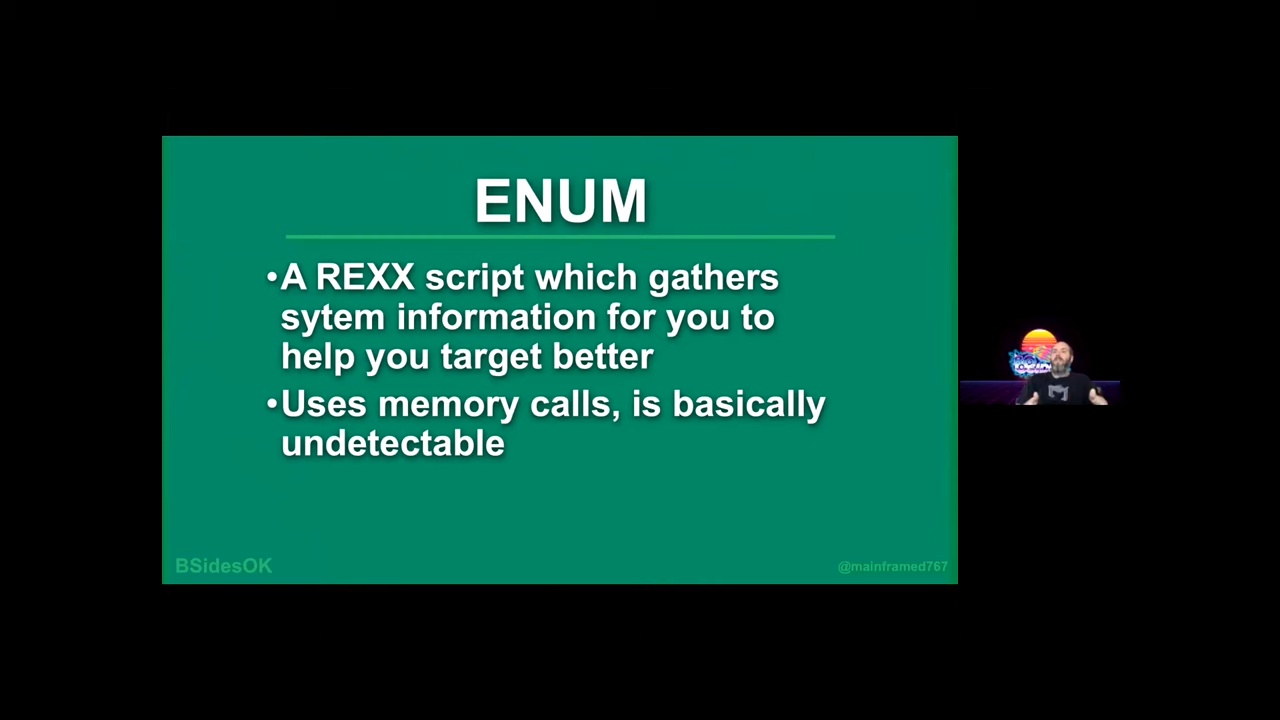 ENUM
•A REXX script which gathers
sytem information for you to
help you target better
•Uses memory calls, is basically
undetectable
BSidesOK
@mainframed767